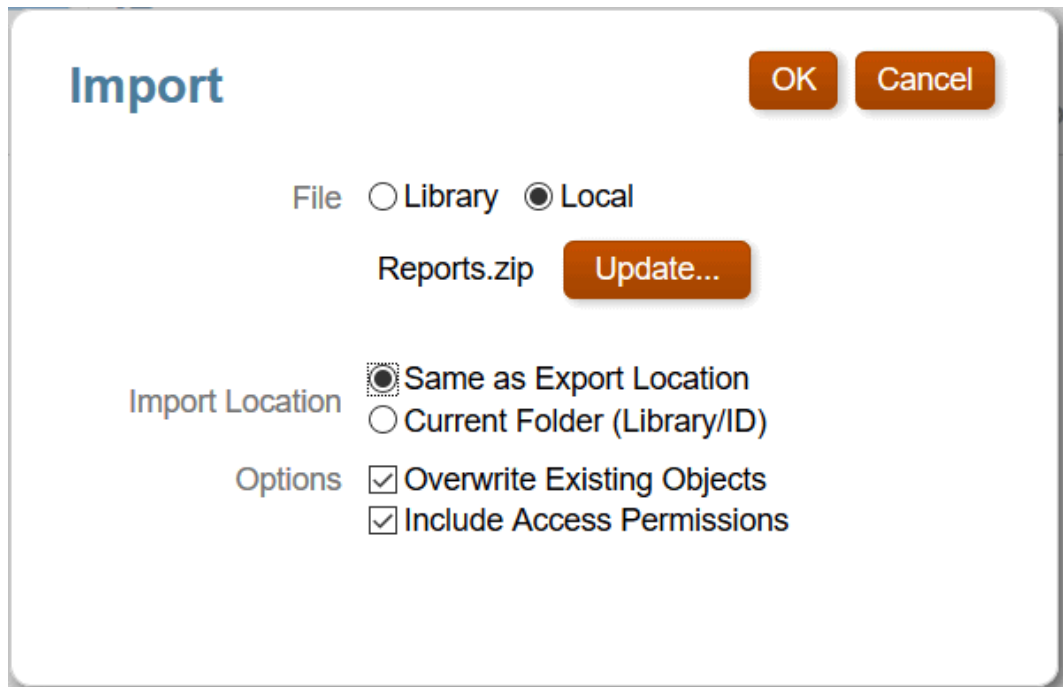 Import
OK Cancel
File Library Local
Reports.zip Update...
Same as Export Location
Import Location
Current Folder (Library/ID)
Options Overwrite Existing Objects
Include Access Permissions